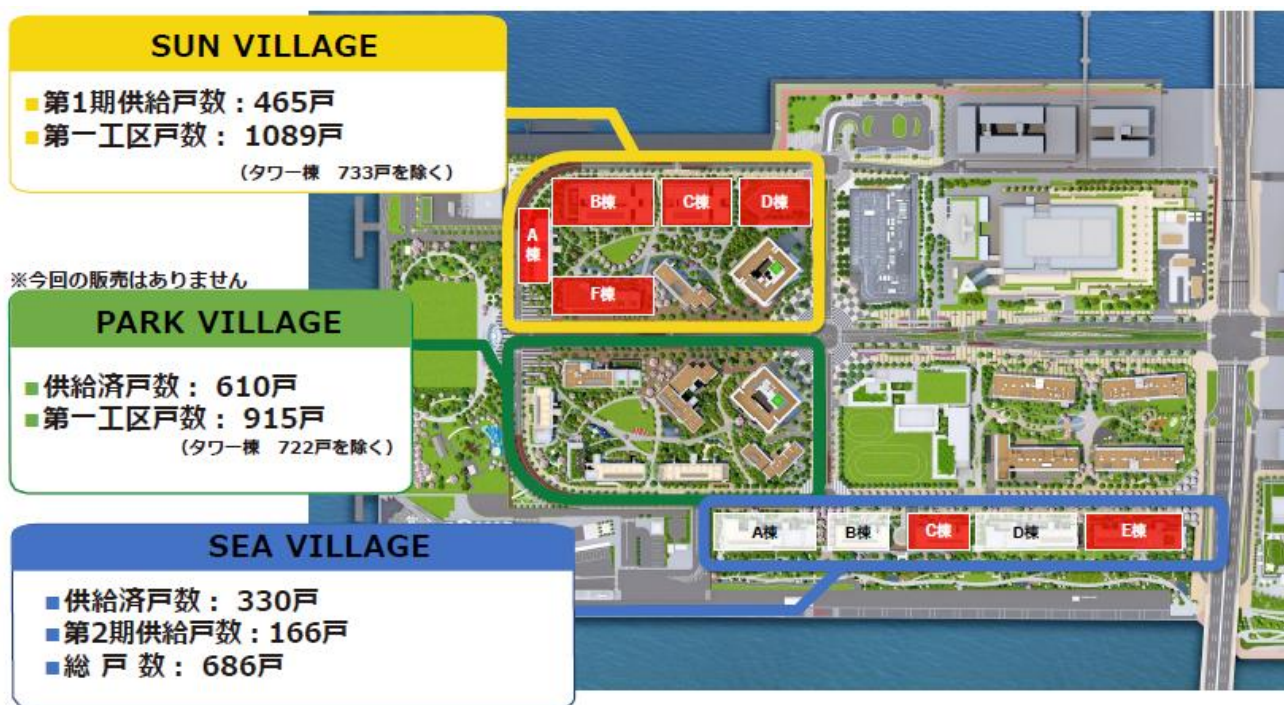 SUN VILLAGE
■第1期供給戸数：465戸
■第一工区戸数： 1089戸
（タワー棟　733戸を除く）
※今回の販売はありません
PARK VILLAGE
■供給済戸数： 610戸
■第一工区戸数： 915戸
（タワー棟　722戸を除く）
SEA VILLAGE
■供給済戸数： 330戸
■第2期供給戸数：166戸
■総 戸 数： 686戸
B棟
C棟
D棟
A
棟
F棟
A棟
B棟
C棟
D棟
E棟